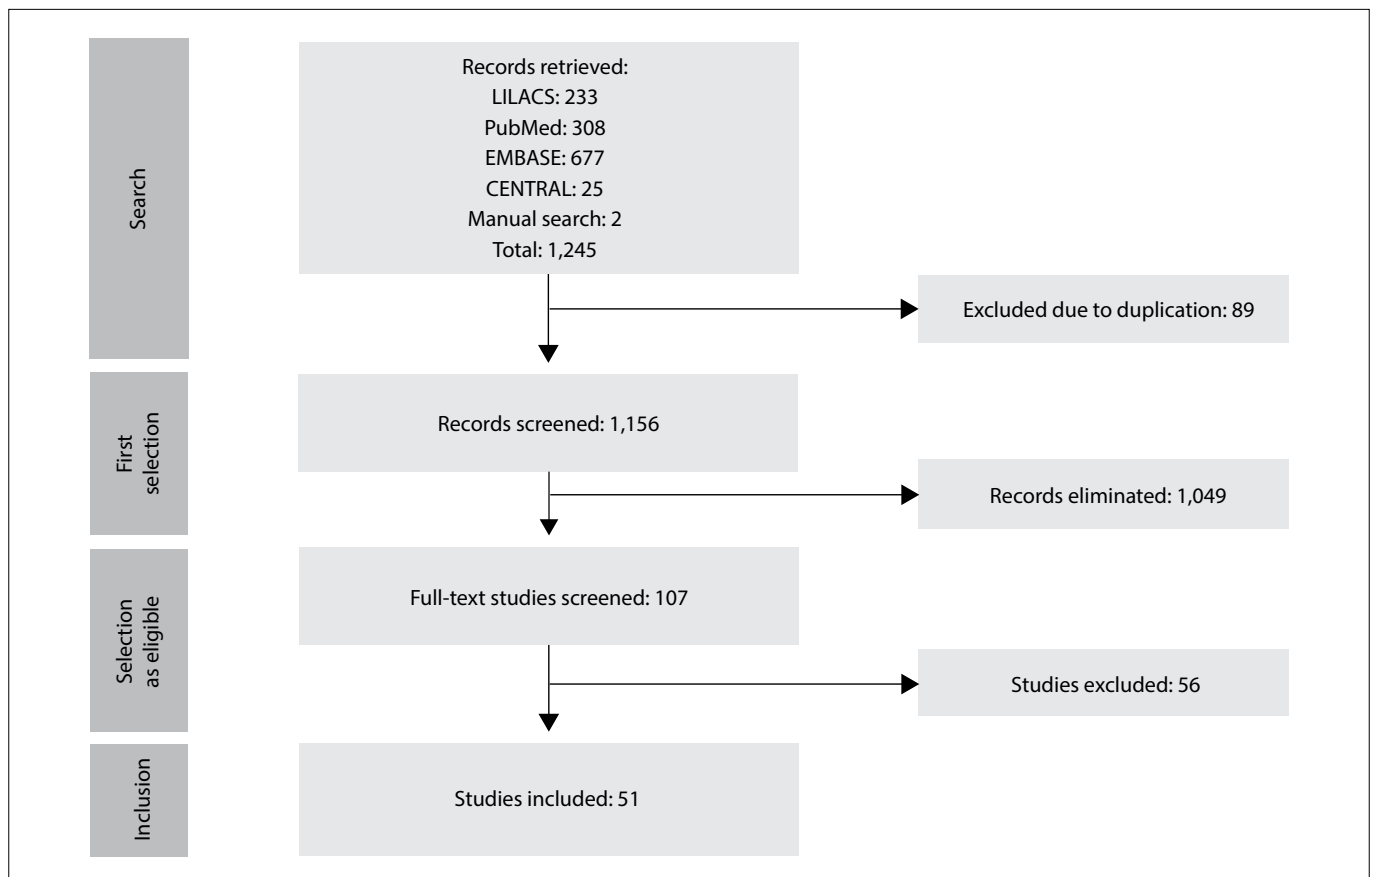 Search
Records retrieved:
LILACS: 233
PubMed: 308
EMBASE: 677
CENTRAL: 25
Manual search: 2
Total: 1,245
Excluded due to duplication: 89
First
selection
Records screened: 1,156
Records eliminated: 1,049
Selection
as eligible
Full-text studies screened: 107
Studies excluded: 56
Inclusion
Studies included: 51